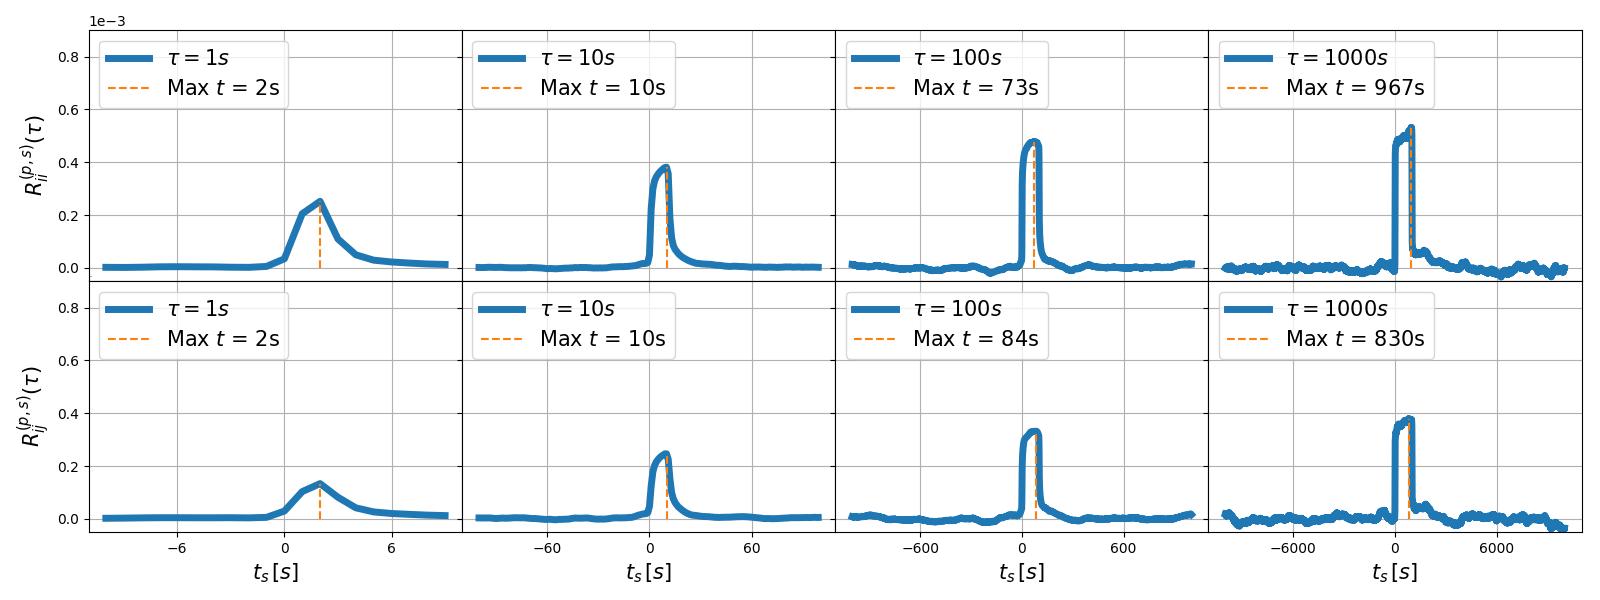 1e−3
0.8
0.6
0.4
0.2
0.0
R_{ii}^{(p,s)}(τ)
τ = 1s
Max t = 2s
τ = 10s
Max t = 10s
τ = 100s
Max t = 73s
τ = 1000s
Max t = 967s
0.8
0.6
0.4
0.2
0.0
R_{ij}^{(p,s)}(τ)
τ = 1s
Max t = 2s
τ = 10s
Max t = 10s
τ = 100s
Max t = 84s
τ = 1000s
Max t = 830s
−6 0 6
−60 0 60
−600 0 600
−6000 0 6000
t_s [s]
t_s [s]
t_s [s]
t_s [s]